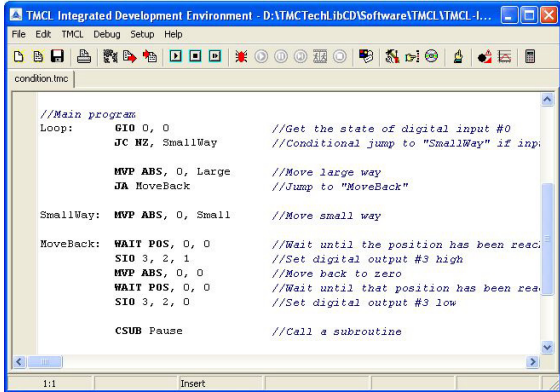 TMCL Integrated Development Environment - D:\TMCTechLibCD\Software\TMCL\TMCL-I...
File Edit TMCL Debug Setup Help
condition.tmc
//Main program
Loop: GIO 0, 0 //Get the state of digital input #0
JC NZ, SmallWay //Conditional jump to "SmallWay" if inp
MVP ABS, 0, Large //Move large way
JA MoveBack //Jump to "MoveBack"
SmallWay: MVP ABS, 0, Small //Move small way
MoveBack: WAIT POS, 0, 0 //Wait until the position has been reac
SIO 3, 2, 1 //Set digital output #3 high
MVP ABS, 0, 0 //Move back to zero
WAIT POS, 0, 0 //Wait until that position has been rea
SIO 3, 2, 0 //Set digital output #3 low
CSUB Pause //Call a subroutine
1:1 Insert